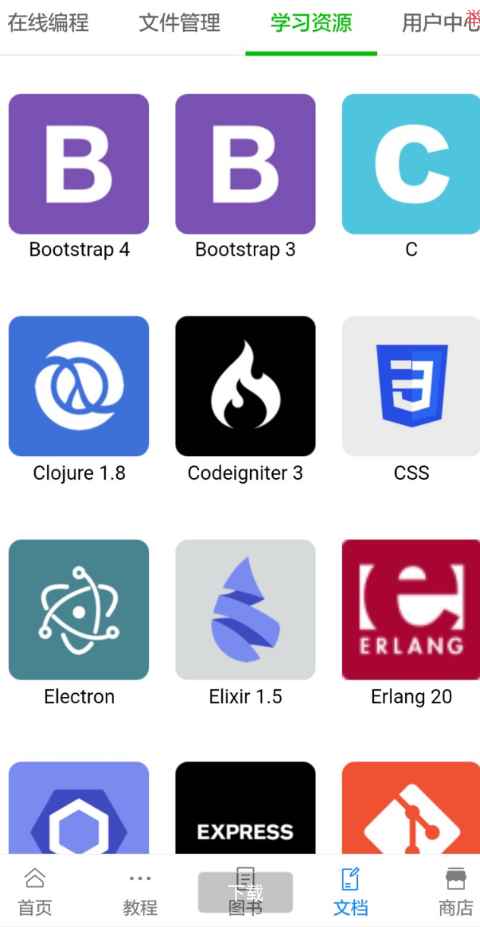 在线编程 文件管理 学习资源 用户中心
B B C
Bootstrap 4 Bootstrap 3 C
3
Clojure 1.8 Codeigniter 3 CSS
e
ERLANG
Electron Elixir 1.5 Erlang 20
EXPRESS
下载
首页 教程 图书 文档 商店